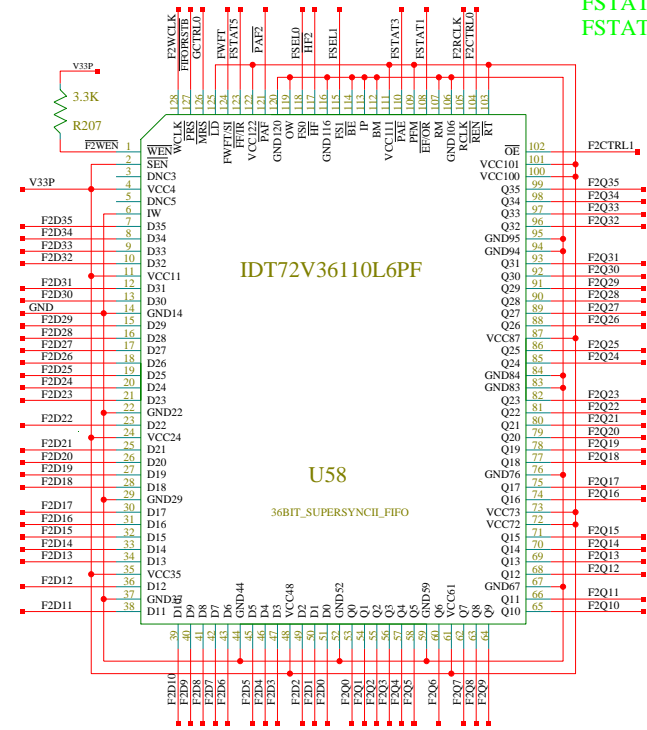 FSTAT
FSTAT
F2WCLK
FIFOPRSTB
GCTRL0
FWFT
FSTAT5
PAF2
FSEL0
HF2
FSEL1
FSTAT3
FSTAT1
F2RCLK
F2CTRL0
V33P
3.3K
R207
128
127
126
125
124
123
122
121
120
119
118
117
116
115
114
113
112
111
110
109
108
107
106
105
104
103
WCLK
PRS
MRS
LD
FWFT/SI
FF/IR
VCC122
PAF
GND120
OW
FS0
HF
GND116
FS1
BE
IP
BM
VCC111
PAE
PFM
EF/OR
RM
GND106
RCLK
REN
RT
F2WEN 1 WEN
2 SEN
3 DNC3
V33P 4 VCC4
5 DNC5
6 IW
F2D35 7 D35
F2D34 8 D34
F2D33 9 D33
F2D32 10 D32
11 VCC11
F2D31 12 D31
F2D30 13 D30
GND 14 GND14
F2D29 15 D29
F2D28 16 D28
F2D27 17 D27
F2D26 18 D26
F2D25 19 D25
F2D24 20 D24
F2D23 21 D23
22 GND22
F2D22 23 D22
24 VCC24
F2D21 25 D21
F2D20 26 D20
F2D19 27 D19
F2D18 28 D18
29 GND29
F2D17 30 D17
F2D16 31 D16
F2D15 32 D15
F2D14 33 D14
F2D13 34 D13
35 VCC35
F2D12 36 D12
37 GND37
F2D11 38 D11
IDT72V36110L6PF
U58
36BIT_SUPERSYNCII_FIFO
OE 102 F2CTRL1
VCC101 101
VCC100 100
Q35 99 F2Q35
Q34 98 F2Q34
Q33 97 F2Q33
Q32 96 F2Q32
GND95 95
GND94 94
Q31 93 F2Q31
Q30 92 F2Q30
Q29 91 F2Q29
Q28 90 F2Q28
Q27 89 F2Q27
Q26 88 F2Q26
VCC87 87
Q25 86 F2Q25
Q24 85 F2Q24
GND84 84
GND83 83
Q23 82 F2Q23
Q22 81 F2Q22
Q21 80 F2Q21
Q20 79 F2Q20
Q19 78 F2Q19
Q18 77 F2Q18
GND76 76
Q17 75 F2Q17
Q16 74 F2Q16
VCC73 73
VCC72 72
Q15 71 F2Q15
Q14 70 F2Q14
Q13 69 F2Q13
Q12 68 F2Q12
GND67 67
Q11 66 F2Q11
Q10 65 F2Q10
D10
D9
D8
D7
D6
GND44
D5
D4
D3
VCC48
D2
D1
D0
GND52
Q0
Q1
Q2
Q3
Q4
Q5
GND59
Q6
VCC61
Q7
Q8
Q9
39
40
41
42
43
44
45
46
47
48
49
50
51
52
53
54
55
56
57
58
59
60
61
62
63
64
F2D10
F2D9
F2D8
F2D7
F2D6
F2D5
F2D4
F2D3
F2D2
F2D1
F2D0
F2Q0
F2Q1
F2Q2
F2Q3
F2Q4
F2Q5
F2Q6
F2Q7
F2Q8
F2Q9